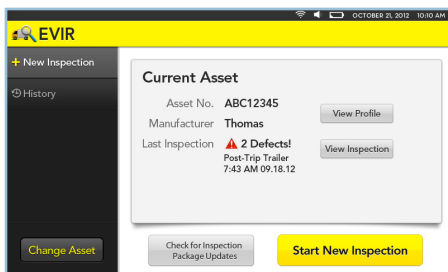 OCTOBER 21, 2012 10:10 AM
EVIR
+ New Inspection
History
Current Asset
Asset No. ABC12345
Manufacturer Thomas
Last Inspection 2 Defects!
Post-Trip Trailer
7:43 AM 09.18.12
View Profile
View Inspection
Change Asset
Check for Inspection
Package Updates
Start New Inspection